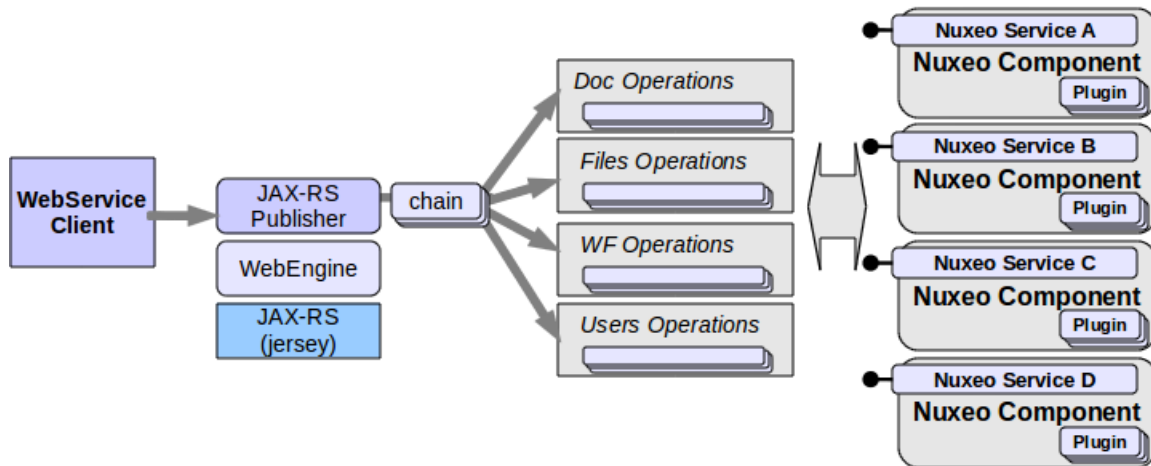 WebService
Client
JAX-RS
Publisher
WebEngine
JAX-RS
(jersey)
chain
Doc Operations
Files Operations
WF Operations
Users Operations
Nuxeo Service A
Nuxeo Component
Plugin
Nuxeo Service B
Nuxeo Component
Plugin
Nuxeo Service C
Nuxeo Component
Plugin
Nuxeo Service D
Nuxeo Component
Plugin